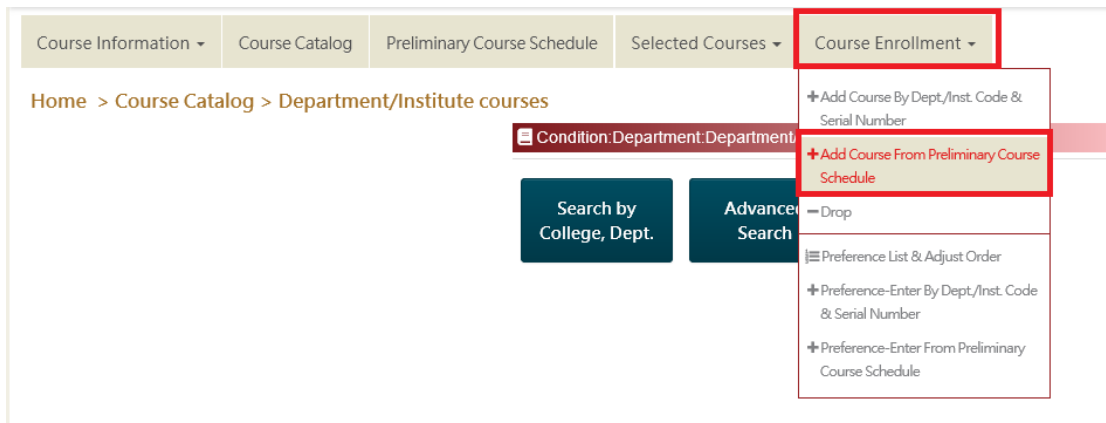 Course Information
Course Catalog
Preliminary Course Schedule
Selected Courses
Course Enrollment
Home > Course Catalog > Department/Institute courses
Condition:Department:Department/
Search by
College, Dept.
Advanced
Search
+Add Course By Dept./Inst. Code &
Serial Number
+Add Course From Preliminary Course
Schedule
−Drop
Preference List & Adjust Order
+Preference-Enter By Dept./Inst. Code
& Serial Number
+Preference-Enter From Preliminary
Course Schedule